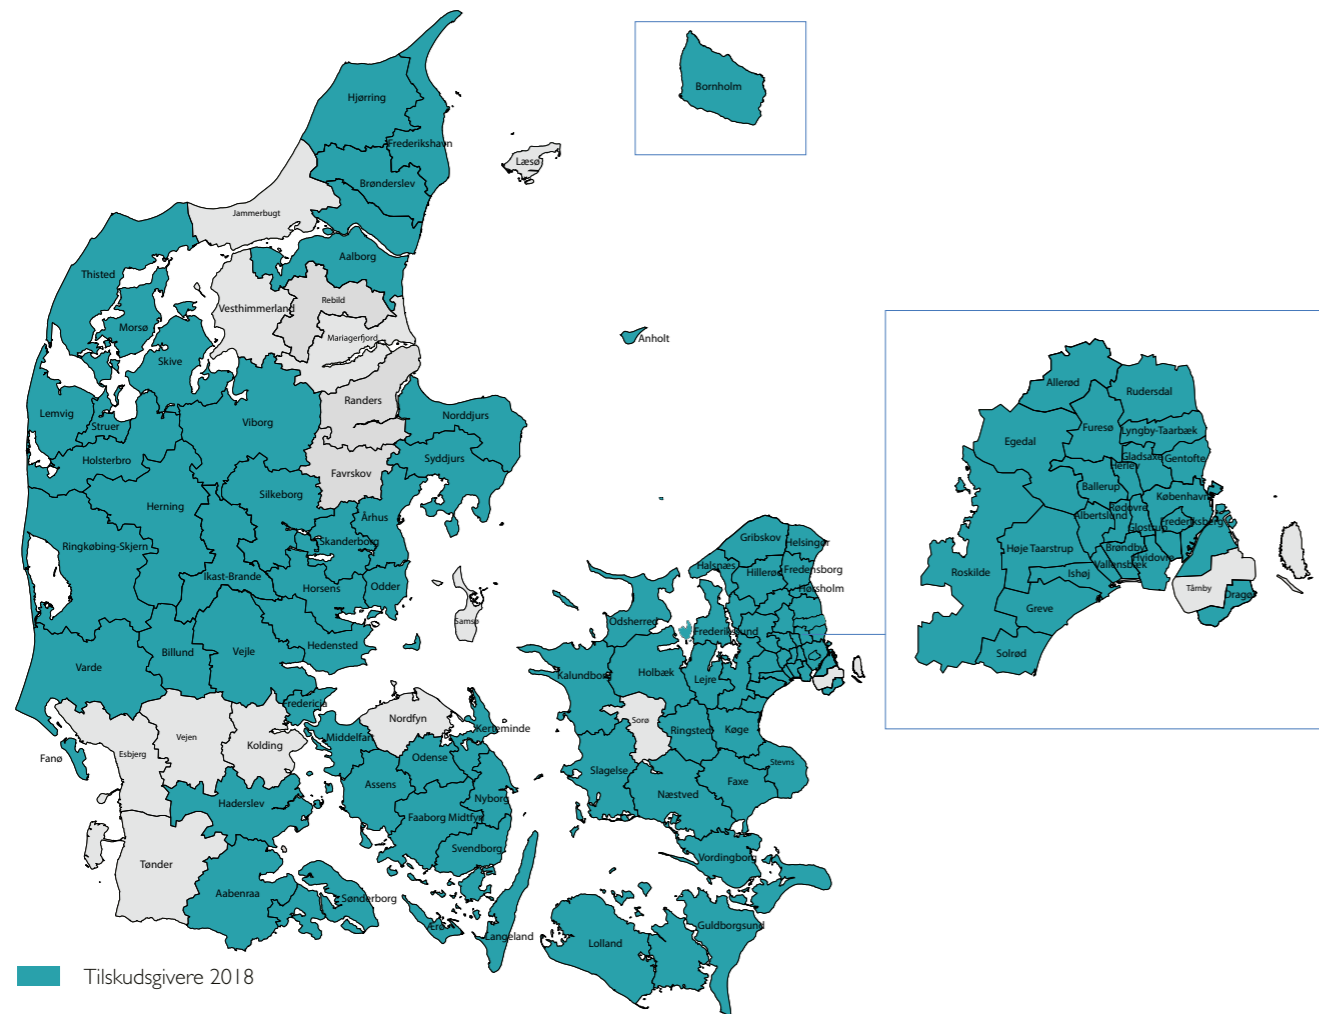 Bornholm
Hjørring
Frederikshavn
Læsø
Brønderslev
Jammerbugt
Aalborg
Thisted
Rebild
Vesthimmerland
Morsø
Mariagerfjord
Anholt
Skive
Randers
Lemvig
Norddjurs
Struer
Viborg
Holsterbro
Syddjurs
Favrskov
Silkeborg
Herning
Århus
Skanderborg
Ringkøbing-Skjern
Ikast-Brande
Horsens
Odder
Samsø
Hedensted
Billund
Vejle
Varde
Fredericia
Nordfyn
Kerteminde
Middelfart
Vejen
Kolding
Esbjerg
Fanø
Odense
Assens
Haderslev
Nyborg
Faaborg Midtfyn
Svendborg
Tønder
Aabenraa
Sønderborg
Ærø
Langeland
Gribskov
Helsingør
Halsnæs
Hillerød
Fredensborg
Hørsholm
Odsherred
Frederikssund
Kalundborg
Holbæk
Lejre
Sorø
Ringsted
Køge
Stevns
Slagelse
Næstved
Faxe
Vordingborg
Guldborgsund
Lolland
Allerød
Rudersdal
Furesø
Lyngby-Taarbæk
Egedal
Gladsaxe
Gentofte
Herlev
Ballerup
København
Rødovre
Albertslund
Frederiksberg
Glostrup
Høje Taarstrup
Brøndby
Hvidovre
Vallensbæk
Ishøj
Roskilde
Tårnby
Dragør
Greve
Solrød
Tilskudsgivere 2018